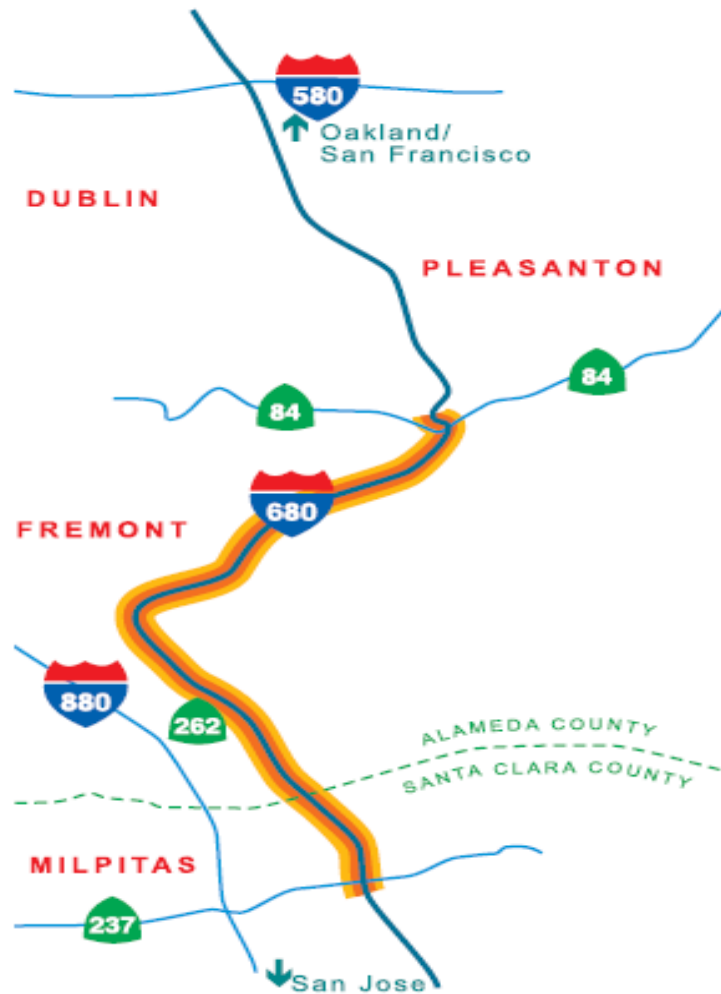 580
Oakland/
San Francisco
DUBLIN
PLEASANTON
84
84
680
FREMONT
880
262
ALAMEDA COUNTY
SANTA CLARA COUNTY
MILPITAS
237
San Jose